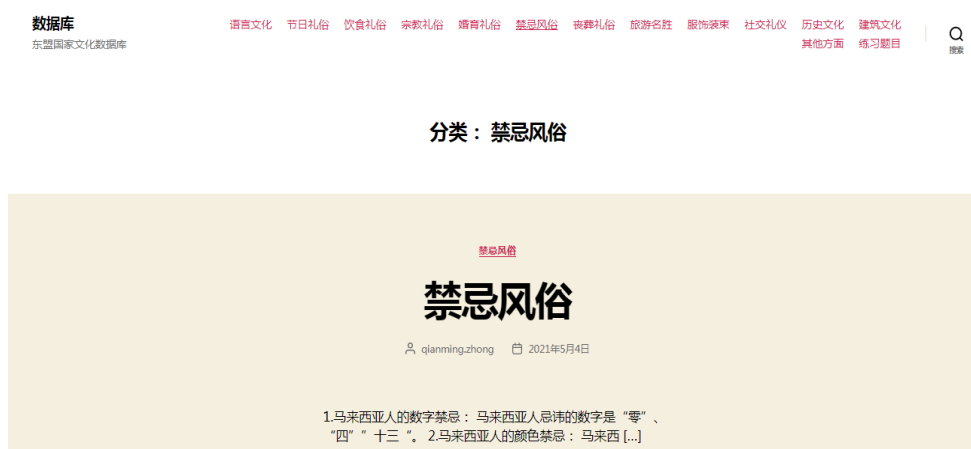 数据库
东盟国家文化数据库
语言文化 节日礼俗 饮食礼俗 宗教礼俗 婚育礼俗 禁忌风俗 丧葬礼俗 旅游名胜 服饰装束 社交礼仪 历史文化 建筑文化
其他方面 练习题目
搜索
分类： 禁忌风俗
禁忌风俗
禁忌风俗
qianming.zhong 2021年5月4日
1.马来西亚人的数字禁忌： 马来西亚人忌讳的数字是“零”、
“四”” 十三 “。 2.马来西亚人的颜色禁忌： 马来西 […]